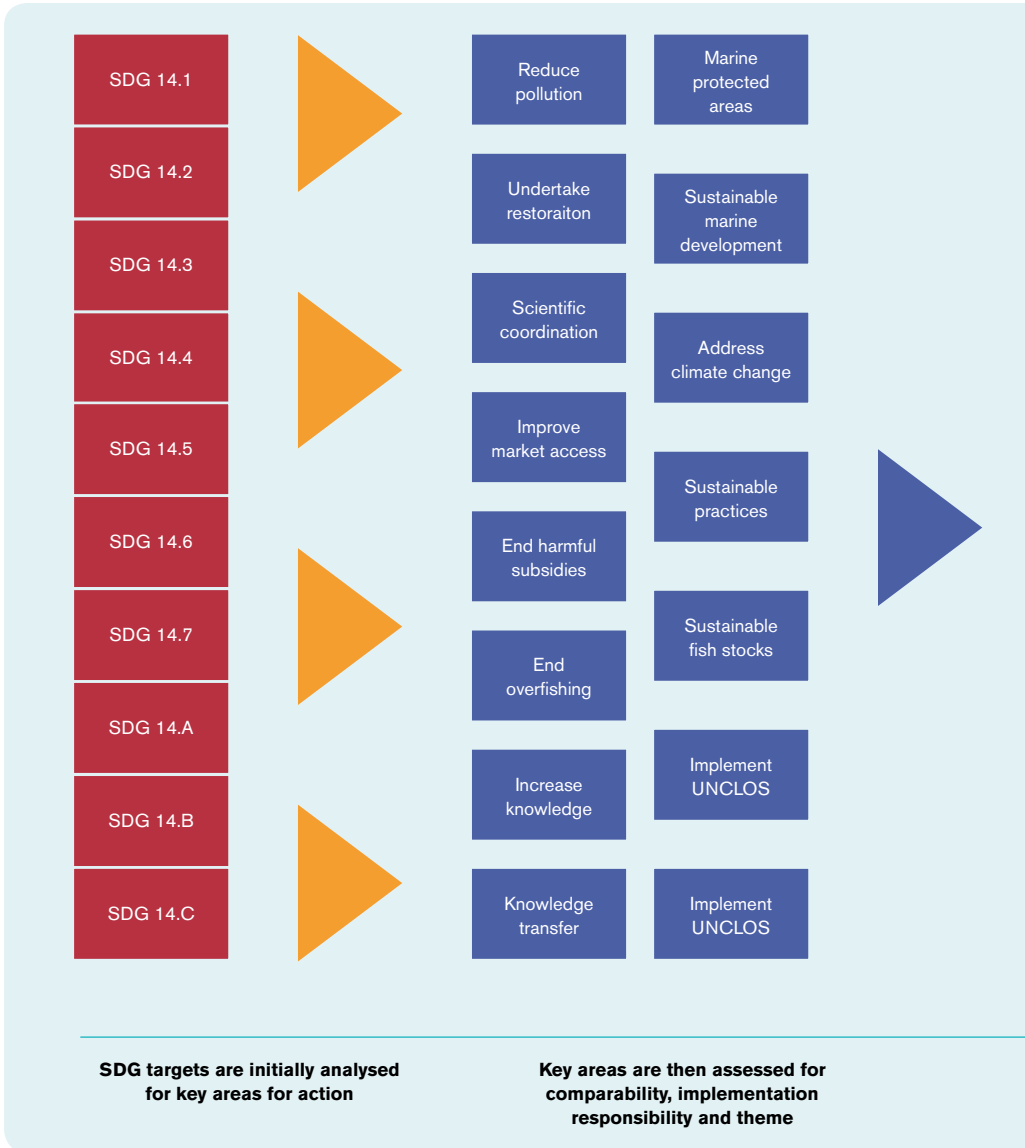 SDG 14.1
SDG 14.2
SDG 14.3
SDG 14.4
SDG 14.5
SDG 14.6
SDG 14.7
SDG 14.A
SDG 14.B
SDG 14.C
Reduce
pollution
Undertake
restoraiton
Scientific
coordination
Improve
market access
End harmful
subsidies
End
overfishing
Increase
knowledge
Knowledge
transfer
Marine
protected
areas
Sustainable
marine
development
Address
climate change
Sustainable
practices
Sustainable
fish stocks
Implement
UNCLOS
Implement
UNCLOS
SDG targets are initially analysed
for key areas for action
Key areas are then assessed for
comparability, implementation
responsibility and theme